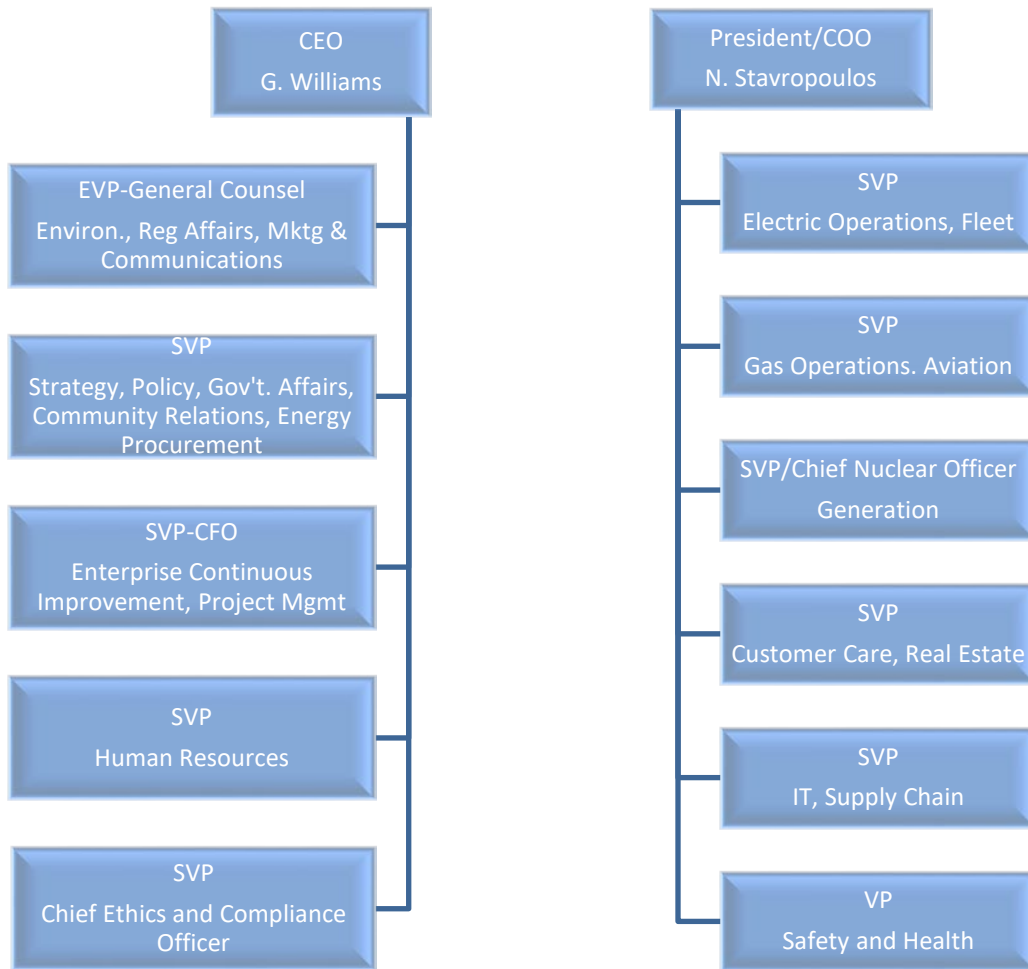 CEO
G. Williams
EVP-General Counsel
Environ., Reg Affairs, Mktg &
Communications
SVP
Strategy, Policy, Gov't. Affairs,
Community Relations, Energy
Procurement
SVP-CFO
Enterprise Continuous
Improvement, Project Mgmt
SVP
Human Resources
SVP
Chief Ethics and Compliance
Officer
President/COO
N. Stavropoulos
SVP
Electric Operations, Fleet
SVP
Gas Operations. Aviation
SVP/Chief Nuclear Officer
Generation
SVP
Customer Care, Real Estate
SVP
IT, Supply Chain
VP
Safety and Health